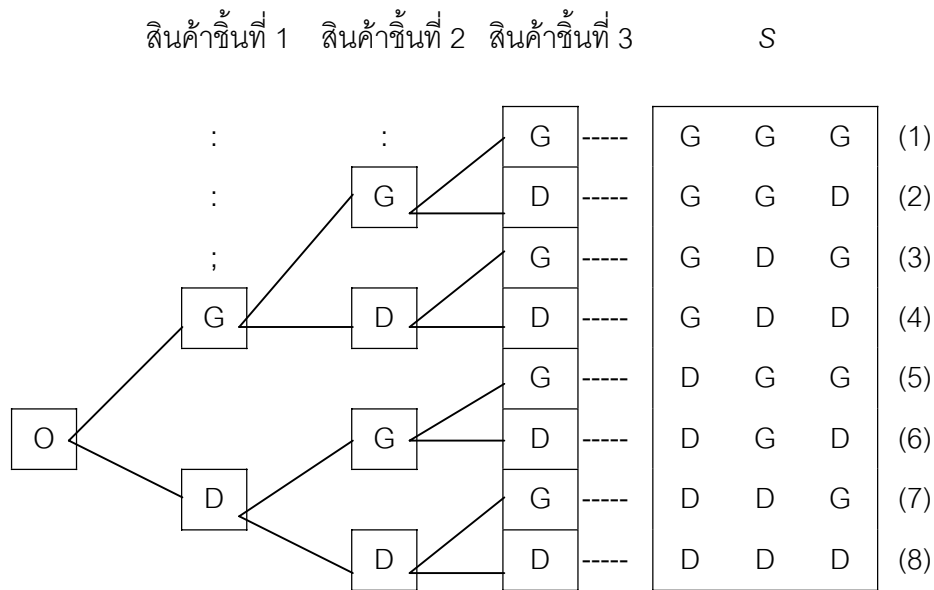 สินค้าชิ้นที่ 1 สินค้าชิ้นที่ 2 สินค้าชิ้นที่ 3 S
: : G ----- G G G (1)
: G D ----- G G D (2)
; G ----- G D G (3)
G D D ----- G D D (4)
G ----- D G G (5)
O G D ----- D G D (6)
D G ----- D D G (7)
D D ----- D D D (8)